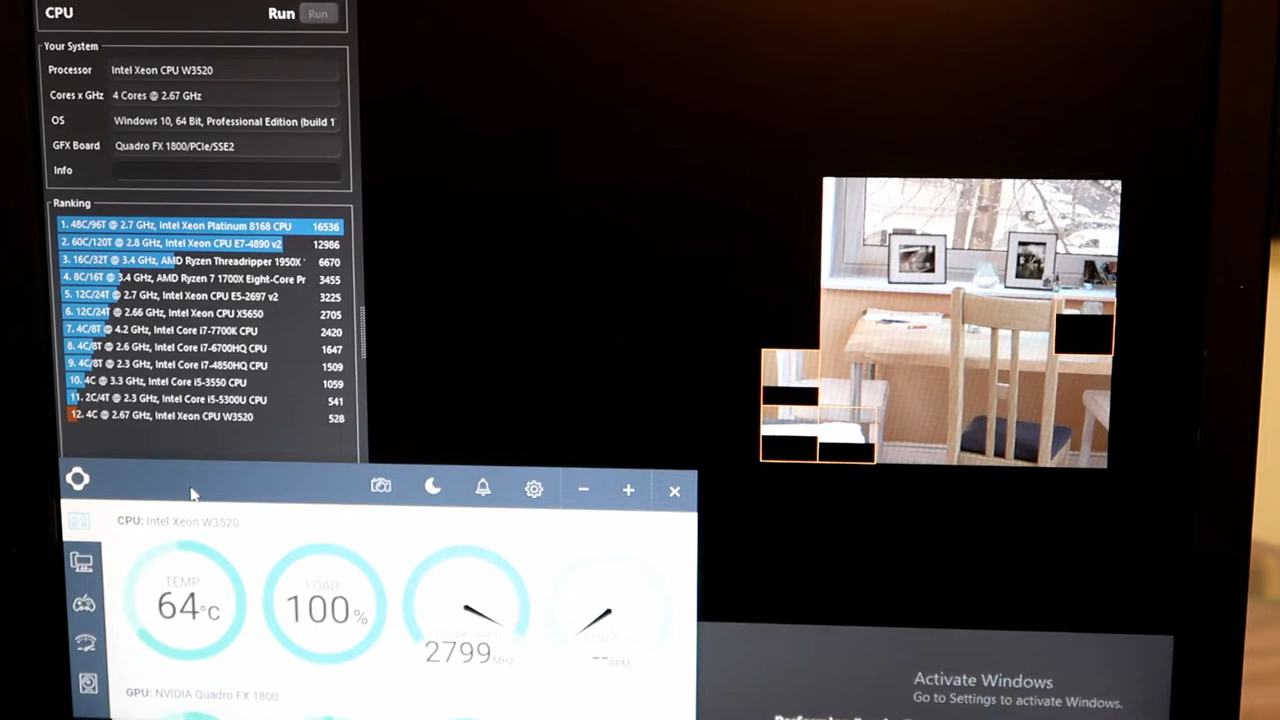 CPU Run Run
Your System
Processor Intel Xeon CPU W3520
Cores x GHz 4 Cores @ 2.67 GHz
OS Windows 10, 64 Bit, Professional Edition (build 1
GFX Board Quadro FX 1800/PCIe/SSE2
Info
Ranking
1. 48C/96T @ 2.7 GHz, Intel Xeon Platinum 8168 CPU 16536
2. 60C/120T @ 2.8 GHz, Intel Xeon CPU E7-4890 v2 12986
3. 16C/32T @ 3.4 GHz, AMD Ryzen Threadripper 1950X 6670
4. 8C/16T @ 3.4 GHz, AMD Ryzen 7 1700X Eight-Core Pr 3455
5. 12C/24T @ 2.7 GHz, Intel Xeon CPU E5-2697 v2 3225
6. 12C/24T @ 2.66 GHz, Intel Xeon CPU X5650 2705
7. 4C/8T @ 4.2 GHz, Intel Core i7-7700K CPU 2420
8. 4C/8T @ 2.6 GHz, Intel Core i7-6700HQ CPU 1647
9. 4C/8T @ 2.3 GHz, Intel Core i7-4850HQ CPU 1509
10. 4C @ 3.3 GHz, Intel Core i5-3550 CPU 1059
11. 2C/4T @ 2.3 GHz, Intel Core i5-5300U CPU 541
12. 4C @ 2.67 GHz, Intel Xeon CPU W3520 528
CPU: Intel Xeon W3520
TEMP LOAD
64°C 100% 2799 MHz -- RPM
GPU: NVIDIA Quadro FX 1800
Activate Windows
Go to Settings to activate Windows.